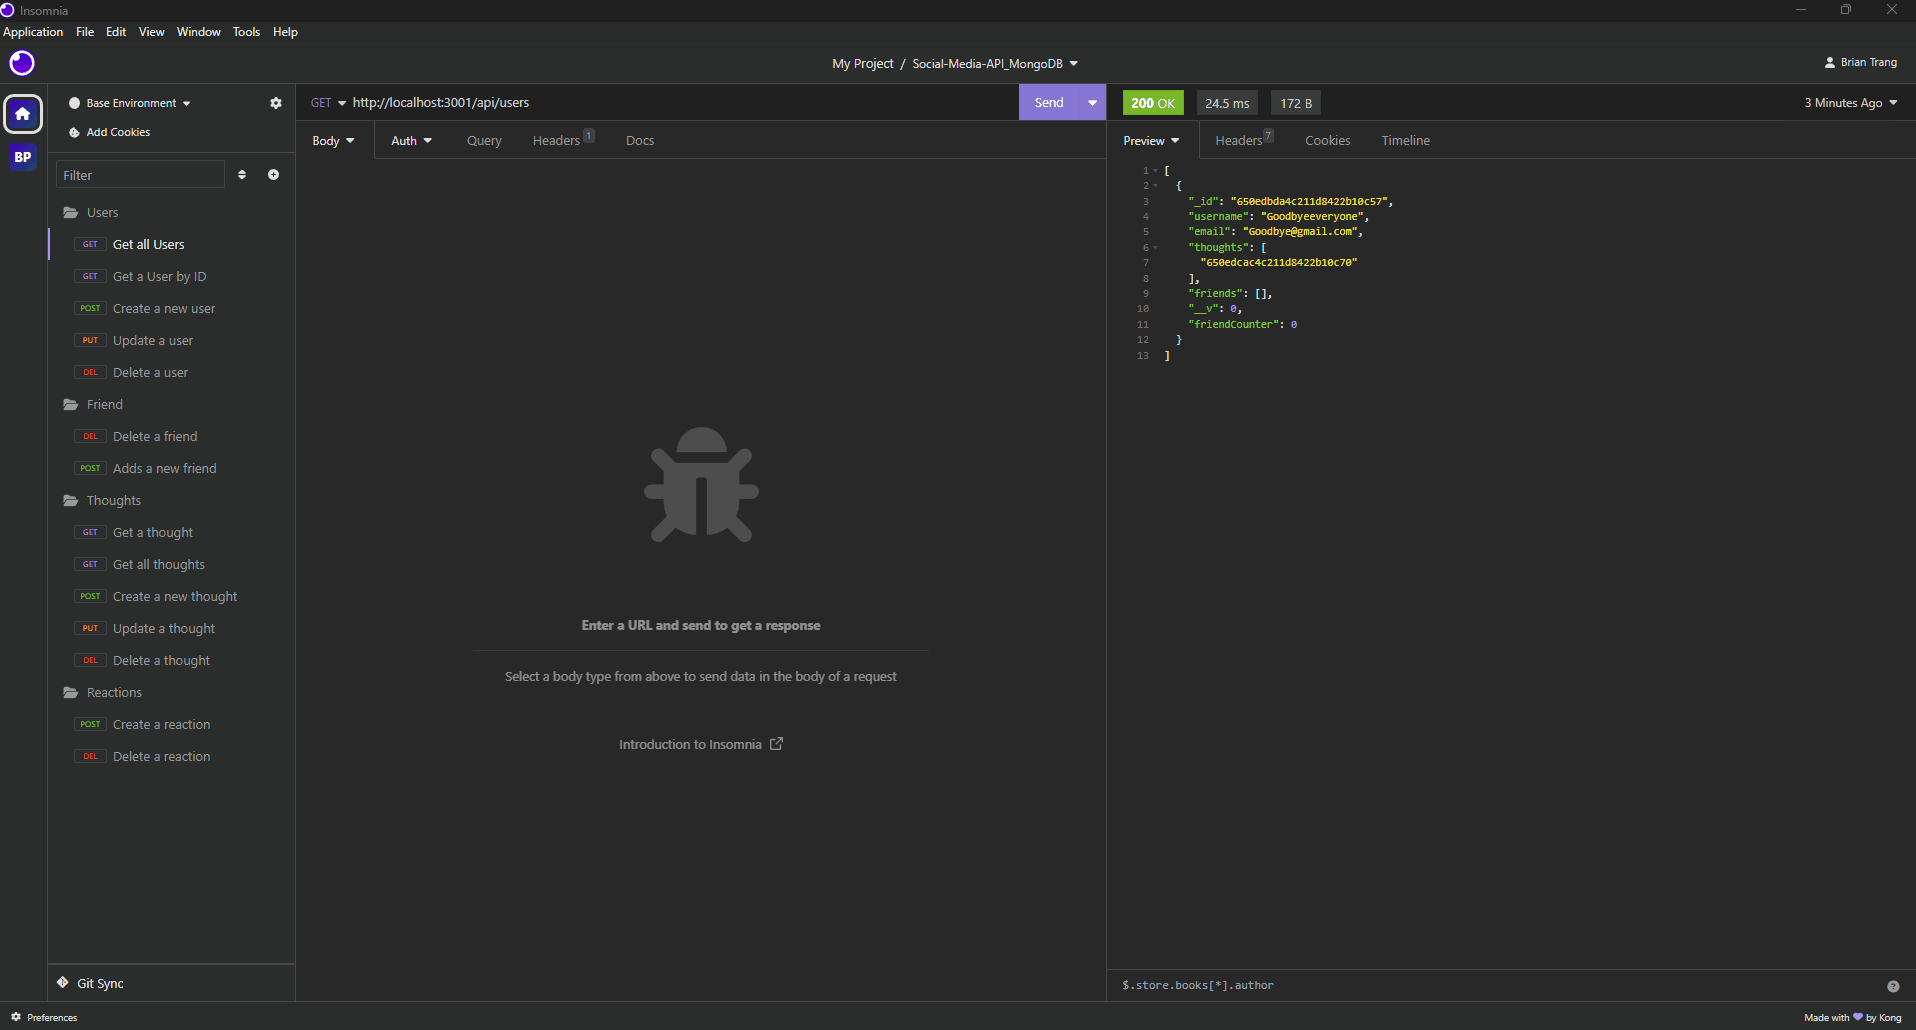 Insomnia
Application File Edit View Window Tools Help
My Project / Social-Media-API_MongoDB
Brian Trang
BP
Base Environment
Add Cookies
Filter
Users
GET Get all Users
GET Get a User by ID
POST Create a new user
PUT Update a user
DEL Delete a user
Friend
DEL Delete a friend
POST Adds a new friend
Thoughts
GET Get a thought
GET Get all thoughts
POST Create a new thought
PUT Update a thought
DEL Delete a thought
Reactions
POST Create a reaction
DEL Delete a reaction
Git Sync
Preferences
GET http://localhost:3001/api/users
Send
Body Auth Query Headers 1 Docs
Enter a URL and send to get a response
Select a body type from above to send data in the body of a request
Introduction to Insomnia
200 OK 24.5 ms 172 B
3 Minutes Ago
Preview Headers 7 Cookies Timeline
1 [
2 {
3 "_id": "650edbda4c211d8422b10c57",
4 "username": "Goodbyeeveryone",
5 "email": "Goodbye@gmail.com",
6 "thoughts": [
7 "650edcac4c211d8422b10c70"
8 ],
9 "friends": [],
10 "__v": 0,
11 "friendCounter": 0
12 }
13 ]
$.store.books[*].author
?
Made with 💜 by Kong